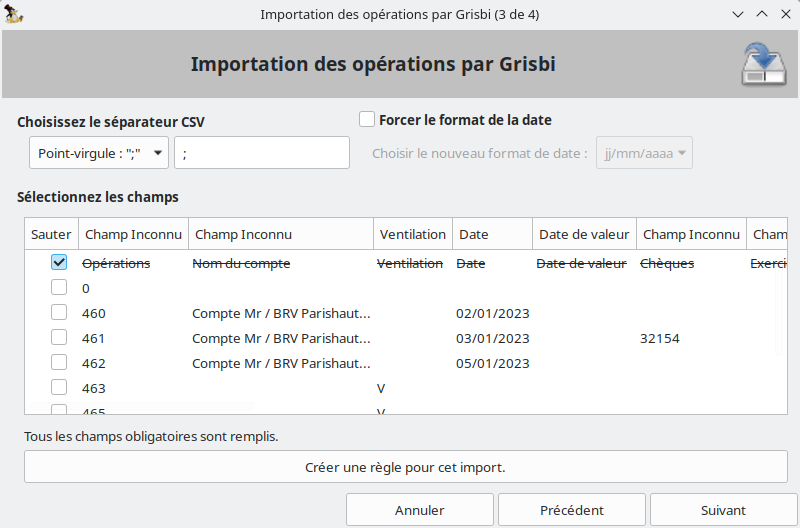 Importation des opérations par Grisbi (3 de 4)
Importation des opérations par Grisbi
Choisissez le séparateur CSV
Forcer le format de la date
Point-virgule : ";"
;
Choisir le nouveau format de date :
jj/mm/aaaa
Sélectionnez les champs
Sauter Champ Inconnu Champ Inconnu Ventilation Date Date de valeur Champ Inconnu Cham
Opérations Nom du compte Ventilation Date Date de valeur Chèques Exerci
0
460 Compte Mr / BRV Parishaut... 02/01/2023
461 Compte Mr / BRV Parishaut... 03/01/2023 32154
462 Compte Mr / BRV Parishaut... 05/01/2023
463 V
465 V
Tous les champs obligatoires sont remplis.
Créer une règle pour cet import.
Annuler Précédent Suivant